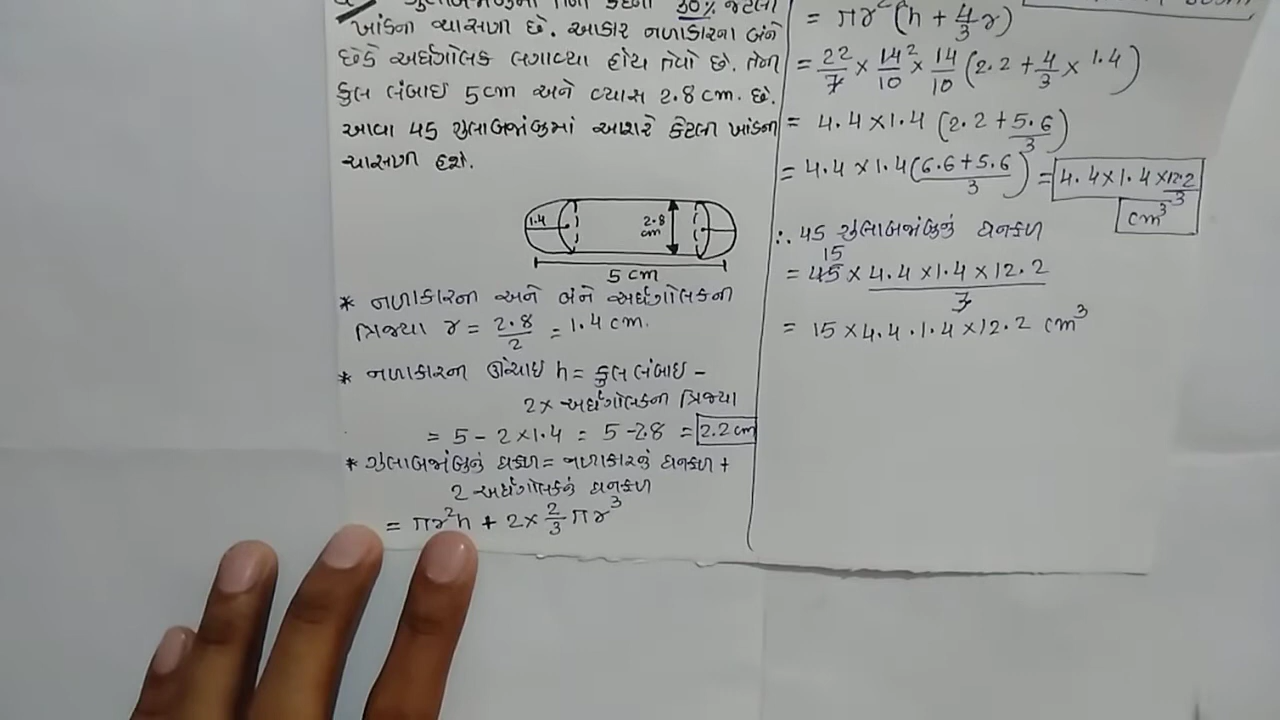 ગુલાબજાંબુમાં તેના કદના 30% જેટલી
ખાંડની ચાસણી છે. આકાર નળાકારના બંને
છેડે અર્ધગોલક લગાવ્યા હોય તેવો છે. તેની
કુલ લંબાઇ 5cm અને વ્યાસ 2.8 cm. છે.
આવા 45 ગુલાબજાંબુમાં આશરે કેટલી ખાંડની
ચાસણી હશે.
1.4
2.8
cm
5 cm
* નળાકારના અને બંને અર્ધગોલકની
ત્રિજ્યા r = 2.8/2 = 1.4 cm.
* નળાકારની ઊંચાઇ h = કુલ લંબાઇ -
2 x અર્ધગોલકની ત્રિજ્યા
= 5 - 2 x 1.4 = 5 - 2.8 = 2.2 cm
* ગુલાબજાંબુનું ઘનફળ = નળાકારનું ઘનફળ +
2 અર્ધગોલકનું ઘનફળ
= πr²h + 2 x 2/3 πr³
= πr² (h + 4/3 r)
= 22/7 x 14²/10 x 14/10 (2.2 + 4/3 x 1.4)
= 4.4 x 1.4 (2.2 + 5.6/3)
= 4.4 x 1.4 (6.6 + 5.6/3) = 4.4 x 1.4 x 12.2/3
cm³
∴ 45 ગુલાબજાંબુનું ઘનફળ
15
= 45 x 4.4 x 1.4 x 12.2/3
= 15 x 4.4 . 1.4 x 12.2 cm³